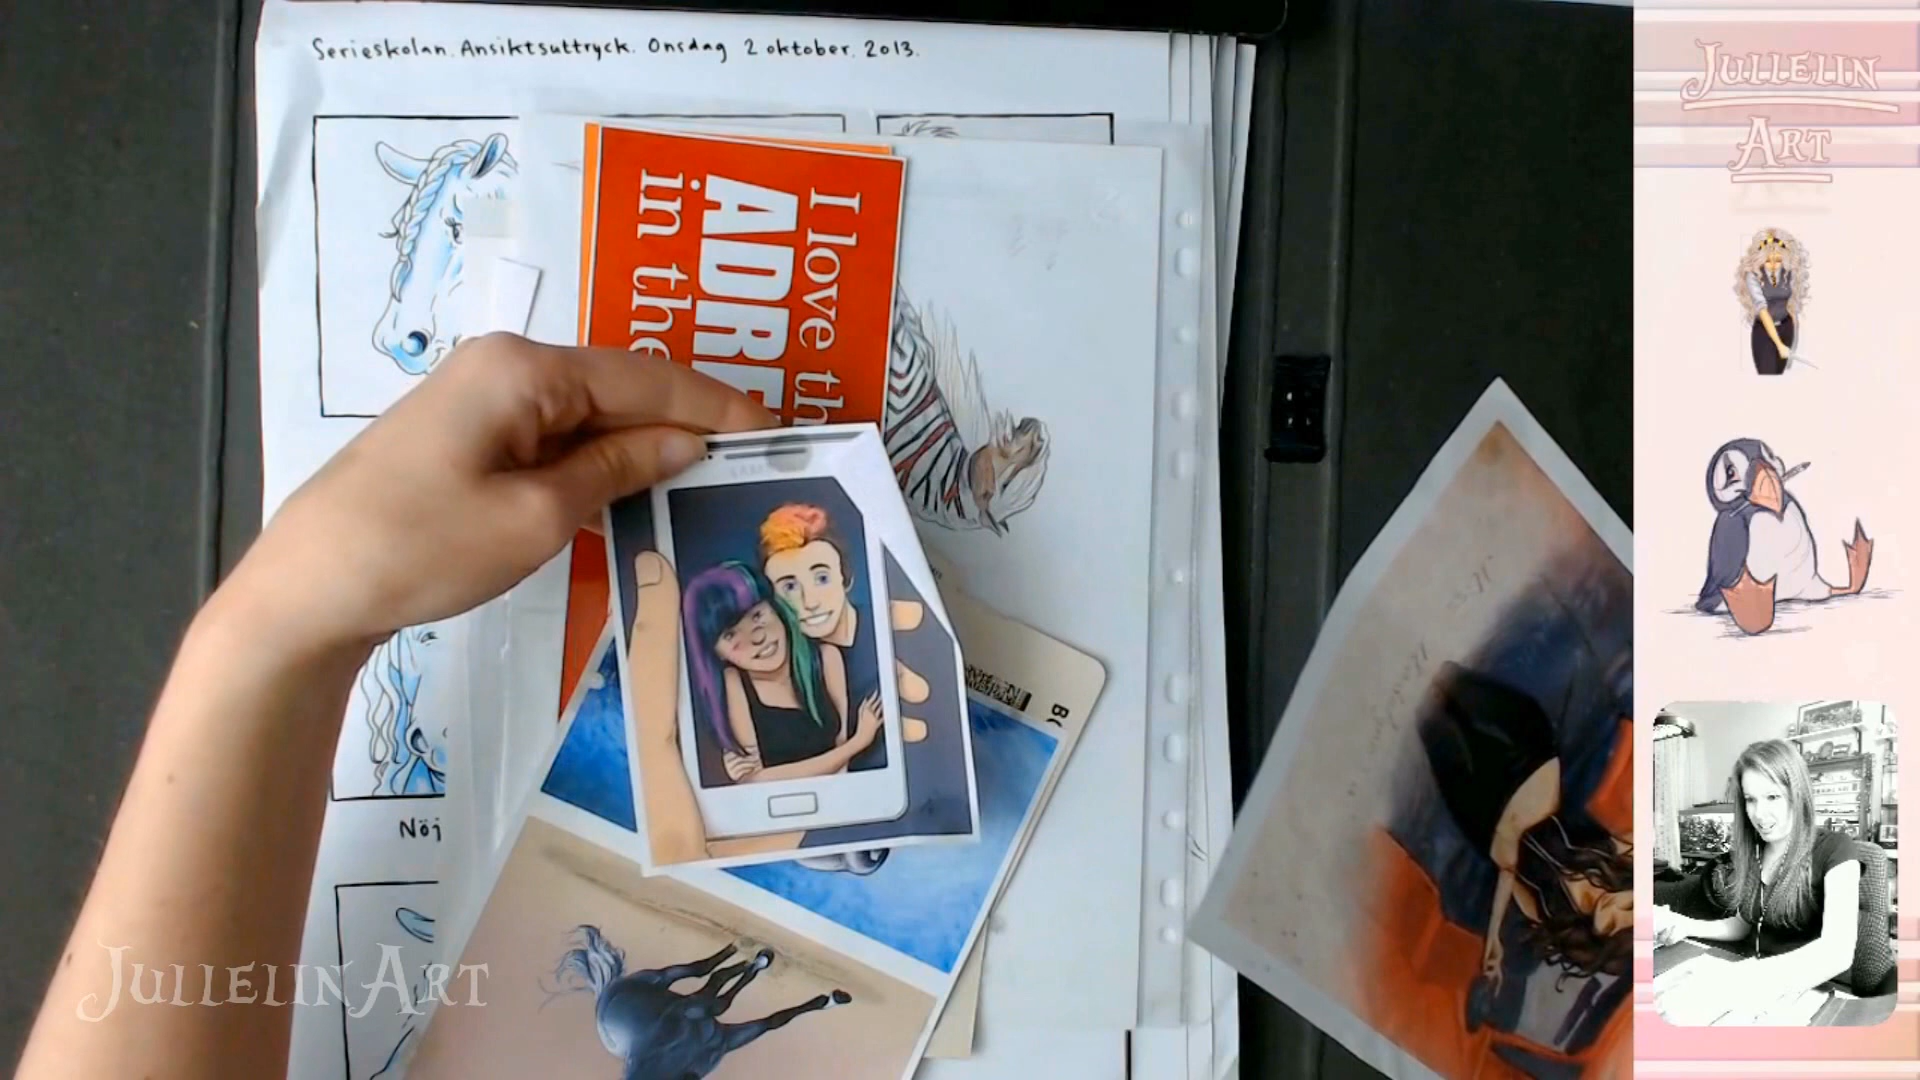 Serieskolan. Ansiktsuttryck. Onsdag 2 oktober. 2013.
I love th
ADRE
in the
Nöj
JULLELIN ART
JULLELIN
ART